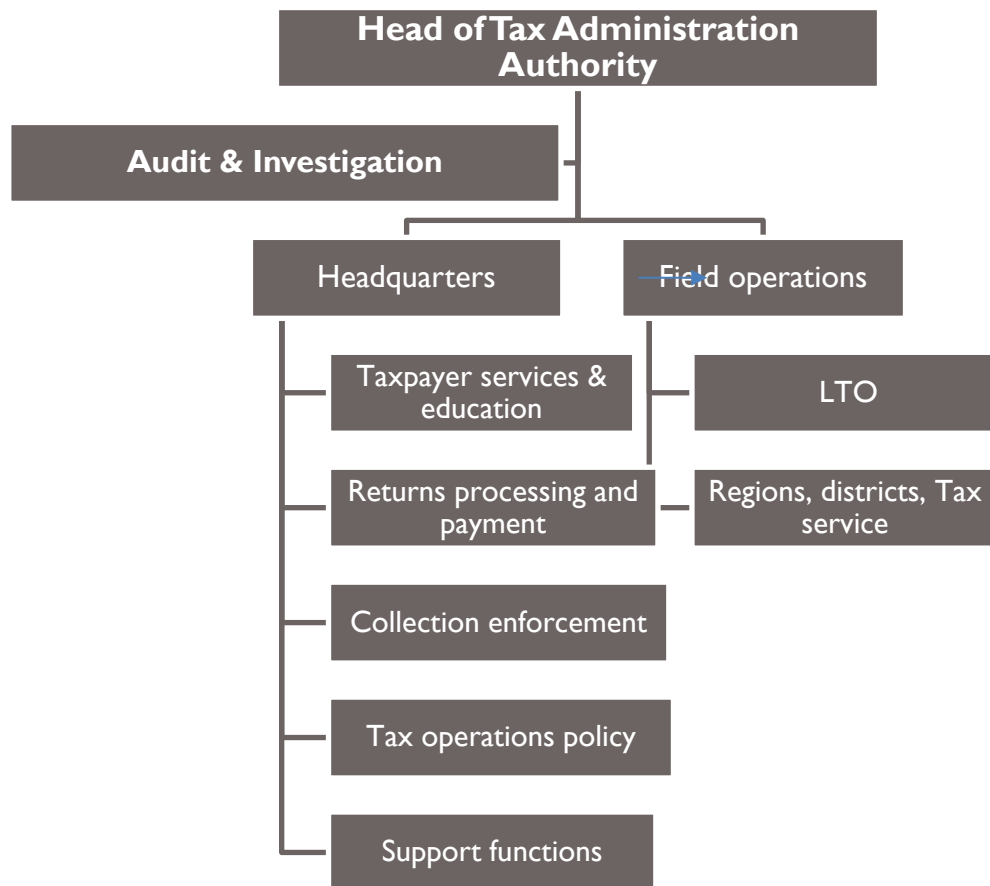 Head of Tax Administration
Authority
Audit & Investigation
Headquarters
Field operations
Taxpayer services &
education
LTO
Returns processing and
payment
Regions, districts, Tax
service
Collection enforcement
Tax operations policy
Support functions